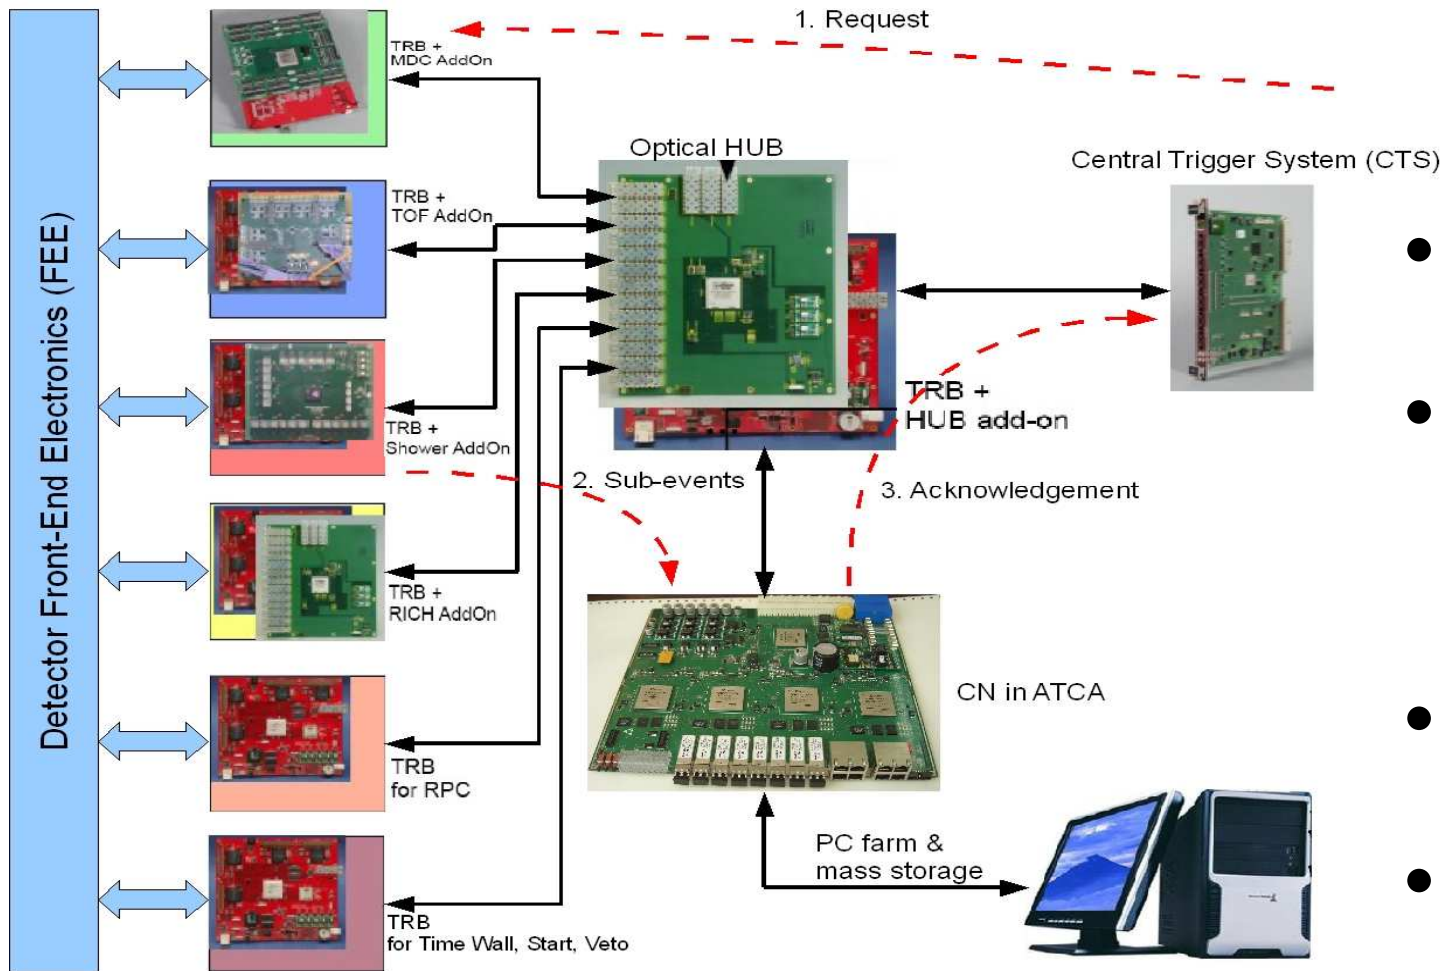 1. Request
TRB +
MDC AddOn
Optical HUB
Central Trigger System (CTS)
TRB +
TOF AddOn
Detector Front-End Electronics (FEE)
TRB +
HUB add-on
TRB +
Shower AddOn
2. Sub-events
3. Acknowledgement
TRB +
RICH AddOn
CN in ATCA
TRB
for RPC
PC farm &
mass storage
TRB
for Time Wall, Start, Veto